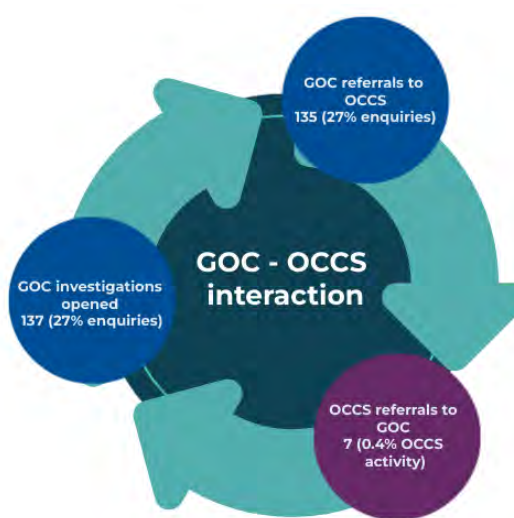 GOC referrals to
OCCS
135 (27% enquiries)
GOC - OCCS
interaction
GOC investigations
opened
137 (27% enquiries)
OCCS referrals to
GOC
7 (0.4% OCCS
activity)